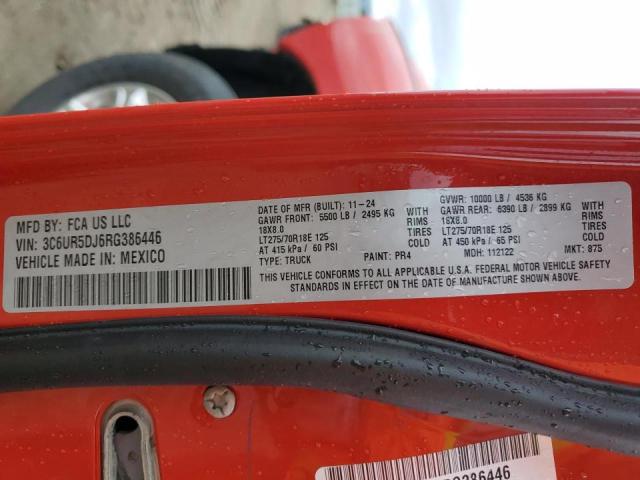 MFD BY: FCA US LLC
VIN: 3C6UR5DJ6RG386446
VEHICLE MADE IN: MEXICO
DATE OF MFR (BUILT): 11-24
GVWR: 10000 LB / 4536 KG
GAWR FRONT: 5500 LB / 2495 KG
GAWR REAR: 6390 LB / 2899 KG
18X8.0 TIRES 18X8.0 TIRES
LT275/70R18E 125 LT275/70R18E 125
AT 415 kPa / 60 PSI COLD AT 450 kPa / 65 PSI COLD
TYPE: TRUCK PAINT: PR4 MDH: 112122 MKT: 875
THIS VEHICLE CONFORMS TO ALL APPLICABLE U.S.A. FEDERAL MOTOR VEHICLE SAFETY
STANDARDS IN EFFECT ON THE DATE OF MANUFACTURE SHOWN ABOVE.
386446